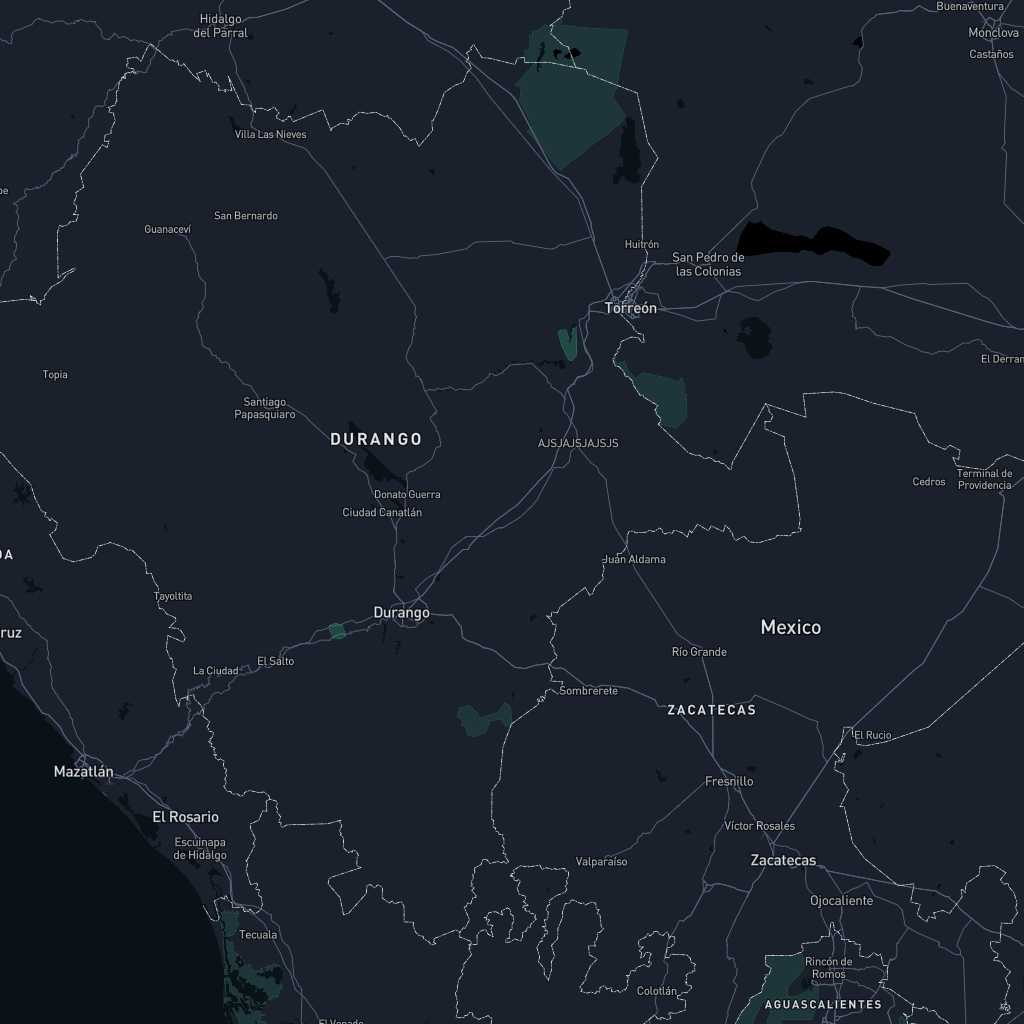 Buenaventura
Hidalgo
del Parral
Monclova
Castaños
Villa Las Nieves
San Bernardo
Guanaceví
Huitrón
San Pedro de
las Colonias
Torreón
El Derram
Topia
Santiago
Papasquiaro
DURANGO
AJSJAJSJAJSJS
Cedros
Terminal de
Providencia
Donato Guerra
Ciudad Canatlán
Juan Aldama
Tayoltita
Durango
Mexico
ruz
Río Grande
El Salto
La Ciudad
Sombrerete
ZACATECAS
El Rucio
Mazatlán
Fresnillo
El Rosario
Víctor Rosales
Escuinapa
de Hidalgo
Zacatecas
Valparaíso
Ojocaliente
Tecuala
Rincón de
Romos
Colotlán
AGUASCALIENTES
El Venado